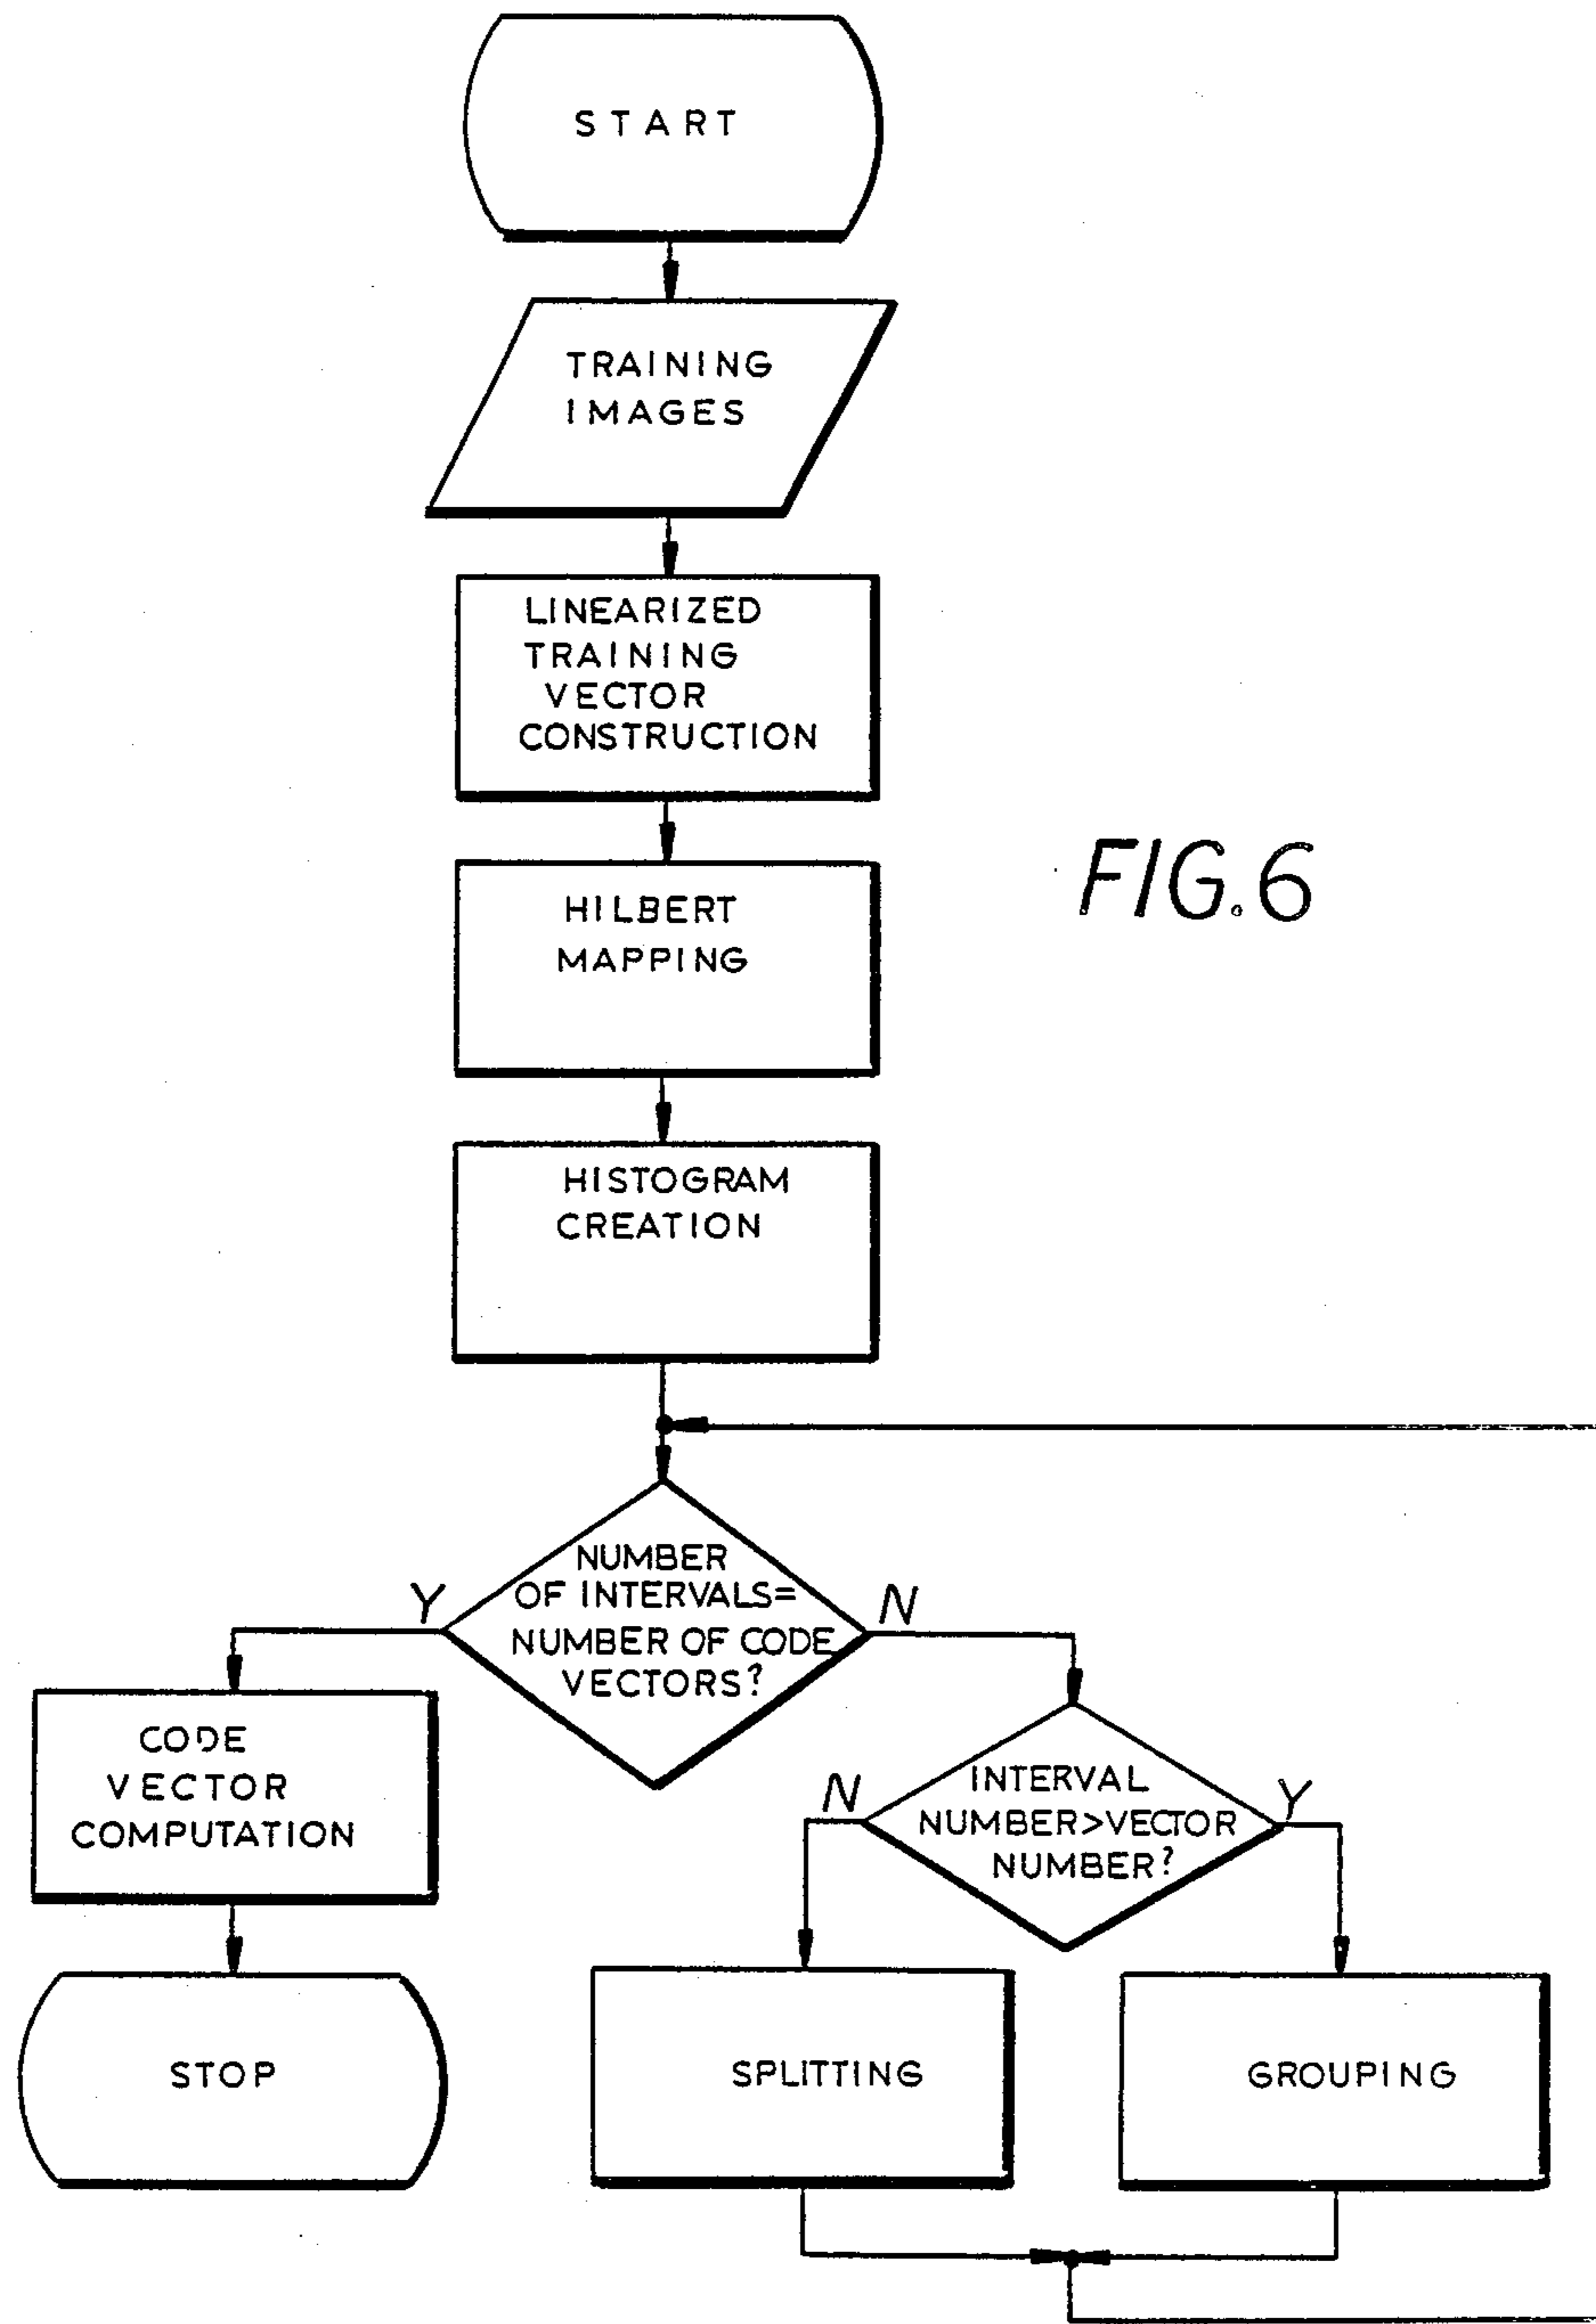 START
TRAINING
IMAGES
LINEARIZED
TRAINING
VECTOR
CONSTRUCTION
FIG.6
HILBERT
MAPPING
HISTOGRAM
CREATION
NUMBER
OF INTERVALS=
NUMBER OF CODE
VECTORS?
Y
N
CODE
VECTOR
COMPUTATION
INTERVAL
NUMBER>VECTOR
NUMBER?
N
Y
STOP
SPLITTING
GROUPING